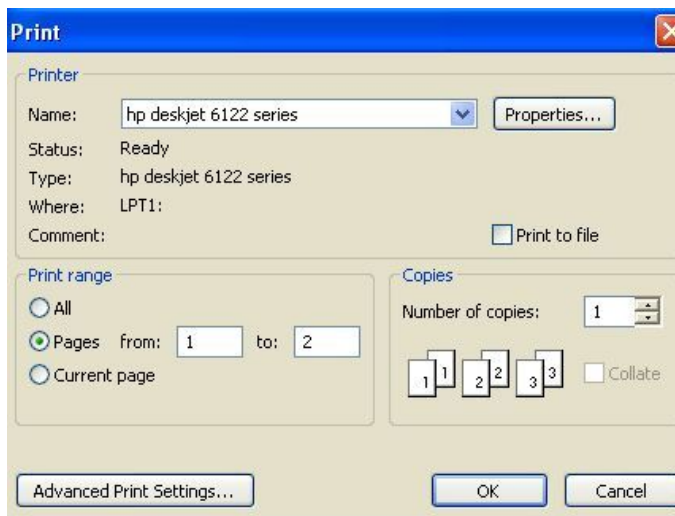 Print
Printer
Name: hp deskjet 6122 series Properties...
Status: Ready
Type: hp deskjet 6122 series
Where: LPT1:
Comment: Print to file
Print range
All
Pages from: 1 to: 2
Current page
Copies
Number of copies: 1
1 1 2 2 3 3 Collate
Advanced Print Settings... OK Cancel